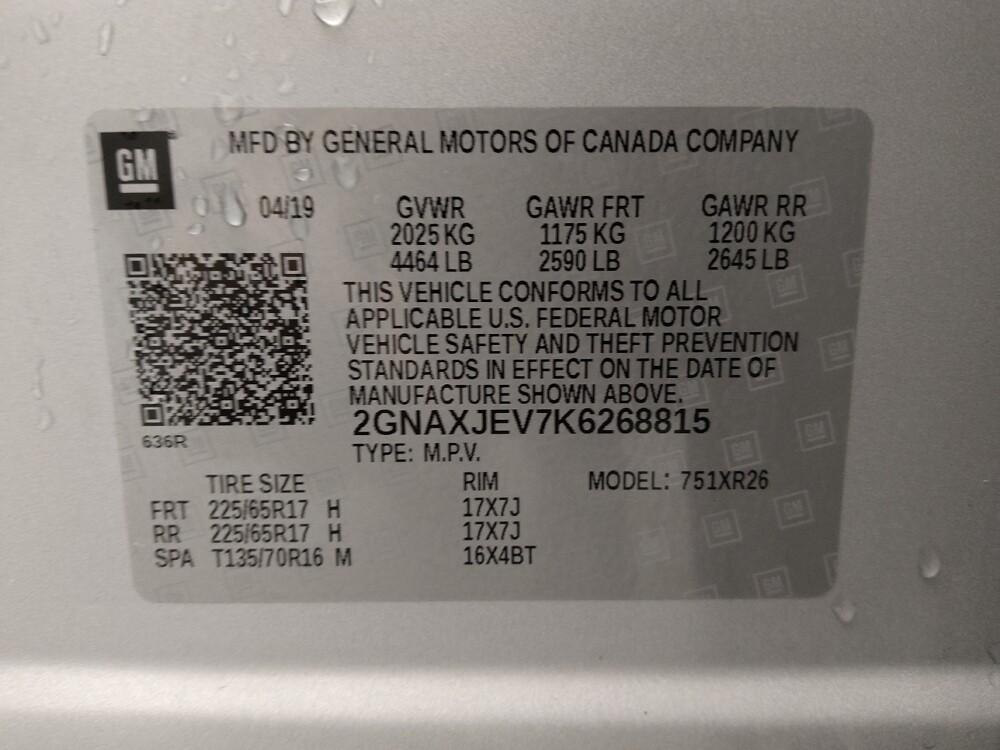 GM
MFD BY GENERAL MOTORS OF CANADA COMPANY
04/19 GVWR GAWR FRT GAWR RR
2025 KG 1175 KG 1200 KG
4464 LB 2590 LB 2645 LB
THIS VEHICLE CONFORMS TO ALL
APPLICABLE U.S. FEDERAL MOTOR
VEHICLE SAFETY AND THEFT PREVENTION
STANDARDS IN EFFECT ON THE DATE OF
MANUFACTURE SHOWN ABOVE.
2GNAXJEV7K6268815
636R
TYPE: M.P.V.
TIRE SIZE RIM MODEL: 751XR26
FRT 225/65R17 H 17X7J
RR 225/65R17 H 17X7J
SPA T135/70R16 M 16X4BT